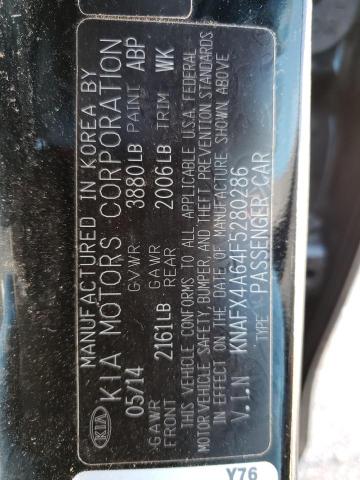 MANUFACTURED IN KOREA BY
KIA KIA MOTORS CORPORATION
05/14 GVWR 3880LB PAINT ABP
GAWR FRONT 2161LB GAWR REAR 2006LB TRIM WK
THIS VEHICLE CONFORMS TO ALL APPLICABLE U.S.A. FEDERAL
MOTOR VEHICLE SAFETY, BUMPER, AND THEFT PREVENTION STANDARDS
IN EFFECT ON THE DATE OF MANUFACTURE SHOWN ABOVE
V.I.N KNAFX4A64F5280286
TYPE PASSENGER CAR
Y76